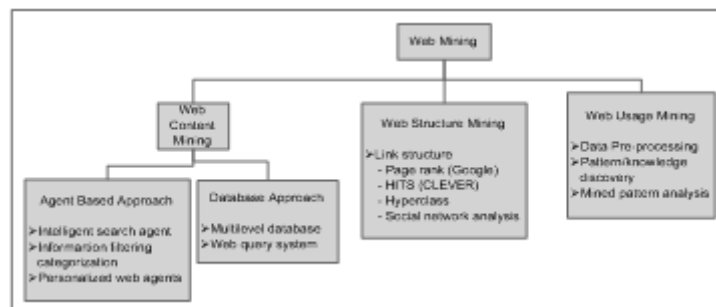 Web Mining
Web
Content
Mining
Agent Based Approach
➢Intelligent search agent
➢Information filtering
categorization
➢Personalized web agents
Database Approach
➢Multilevel database
➢Web query system
Web Structure Mining
➢Link structure
- Page rank (Google)
- HITS (CLEVER)
- Hyperclass
- Social network analysis
Web Usage Mining
➢Data Pre-processing
➢Pattern/knowledge
discovery
➢Mined pattern analysis